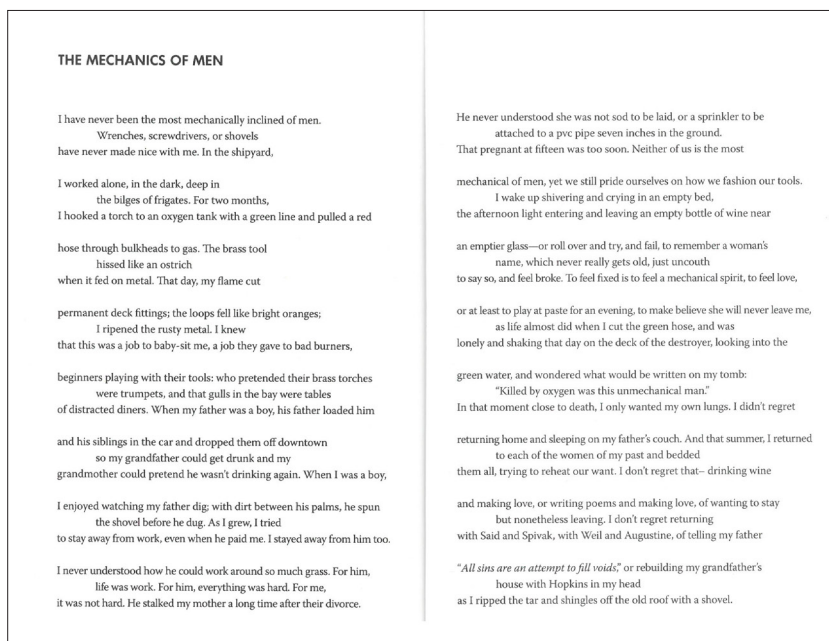 THE MECHANICS OF MEN
I have never been the most mechanically inclined of men.
Wrenches, screwdrivers, or shovels
have never made nice with me. In the shipyard,
I worked alone, in the dark, deep in
the bilges of frigates. For two months,
I hooked a torch to an oxygen tank with a green line and pulled a red
hose through bulkheads to gas. The brass tool
hissed like an ostrich
when it fed on metal. That day, my flame cut
permanent deck fittings; the loops fell like bright oranges;
I ripened the rusty metal. I knew
that this was a job to baby-sit me, a job they gave to bad burners,
beginners playing with their tools: who pretended their brass torches
were trumpets, and that gulls in the bay were tables
of distracted diners. When my father was a boy, his father loaded him
and his siblings in the car and dropped them off downtown
so my grandfather could get drunk and my
grandmother could pretend he wasn't drinking again. When I was a boy,
I enjoyed watching my father dig; with dirt between his palms, he spun
the shovel before he dug. As I grew, I tried
to stay away from work, even when he paid me. I stayed away from him too.
I never understood how he could work around so much grass. For him,
life was work. For him, everything was hard. For me,
it was not hard. He stalked my mother a long time after their divorce.
He never understood she was not sod to be laid, or a sprinkler to be
attached to a pvc pipe seven inches in the ground.
That pregnant at fifteen was too soon. Neither of us is the most
mechanical of men, yet we still pride ourselves on how we fashion our tools.
I wake up shivering and crying in an empty bed,
the afternoon light entering and leaving an empty bottle of wine near
an emptier glass—or roll over and try, and fail, to remember a woman's
name, which never really gets old, just uncouth
to say so, and feel broke. To feel fixed is to feel a mechanical spirit, to feel love,
or at least to play at paste for an evening, to make believe she will never leave me,
as life almost did when I cut the green hose, and was
lonely and shaking that day on the deck of the destroyer, looking into the
green water, and wondered what would be written on my tomb:
"Killed by oxygen was this unmechanical man."
In that moment close to death, I only wanted my own lungs. I didn't regret
returning home and sleeping on my father's couch. And that summer, I returned
to each of the women of my past and bedded
them all, trying to reheat our want. I don't regret that– drinking wine
and making love, or writing poems and making love, of wanting to stay
but nonetheless leaving. I don't regret returning
with Said and Spivak, with Weil and Augustine, of telling my father
"All sins are an attempt to fill voids," or rebuilding my grandfather's
house with Hopkins in my head
as I ripped the tar and shingles off the old roof with a shovel.